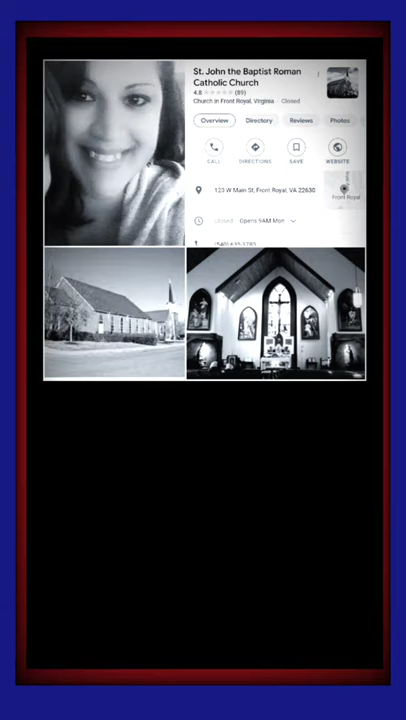 St. John the Baptist Roman
Catholic Church
4.8 (89)
Church in Front Royal, Virginia · Closed
Overview Directory Reviews Photos
CALL DIRECTIONS SAVE WEBSITE
123 W Main St, Front Royal, VA 22630
Front Royal
Closed · Opens 9AM Mon